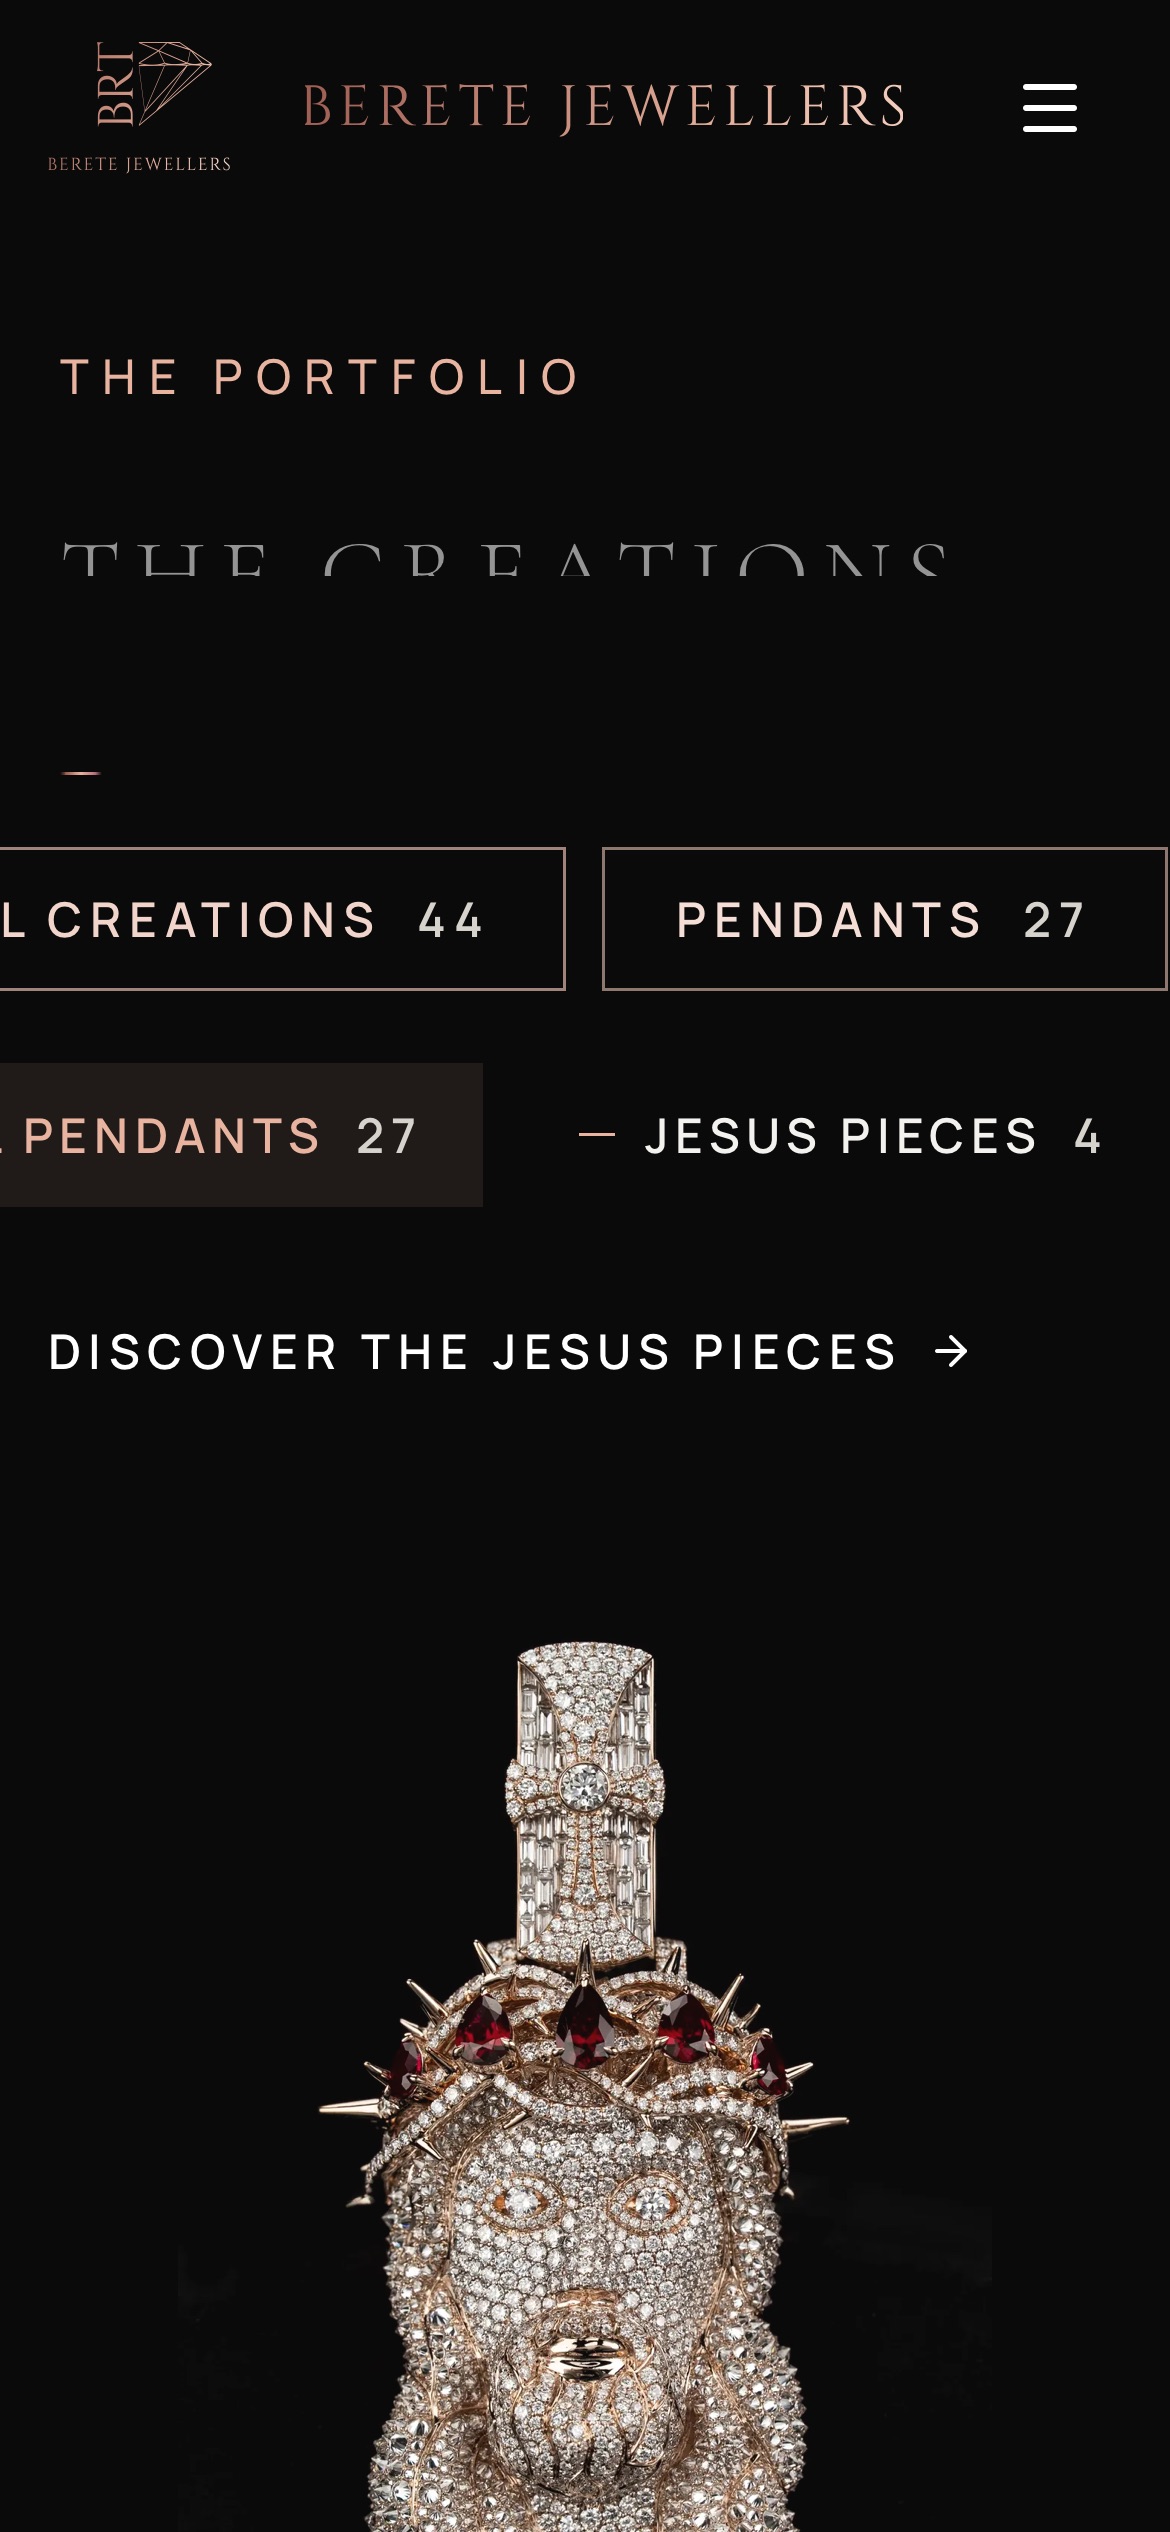 BRT
BERETE JEWELLERS
BERETE JEWELLERS
THE PORTFOLIO
THE CREATIONS
L CREATIONS 44
PENDANTS 27
PENDANTS 27
— JESUS PIECES 4
DISCOVER THE JESUS PIECES →